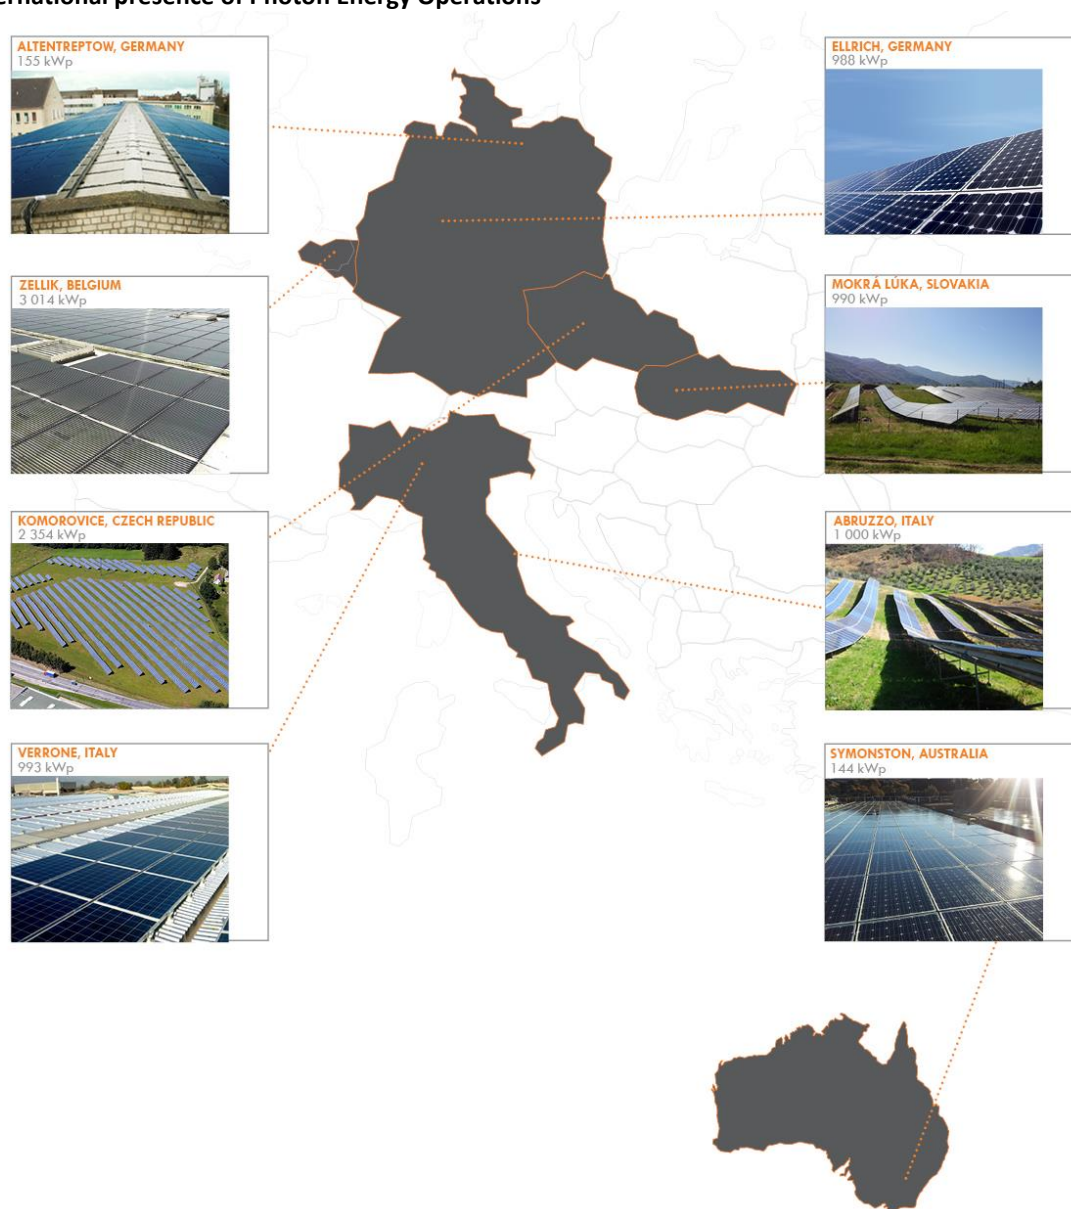 ernational presence of Photon Energy Operations
ALTENTREPTOW, GERMANY
155 kWp
ELLRICH, GERMANY
988 kWp
ZELLIK, BELGIUM
3 014 kWp
MOKRÁ LÚKA, SLOVAKIA
990 kWp
KOMOROVICE, CZECH REPUBLIC
2 354 kWp
ABRUZZO, ITALY
1 000 kWp
VERRONE, ITALY
993 kWp
SYMONSTON, AUSTRALIA
144 kWp